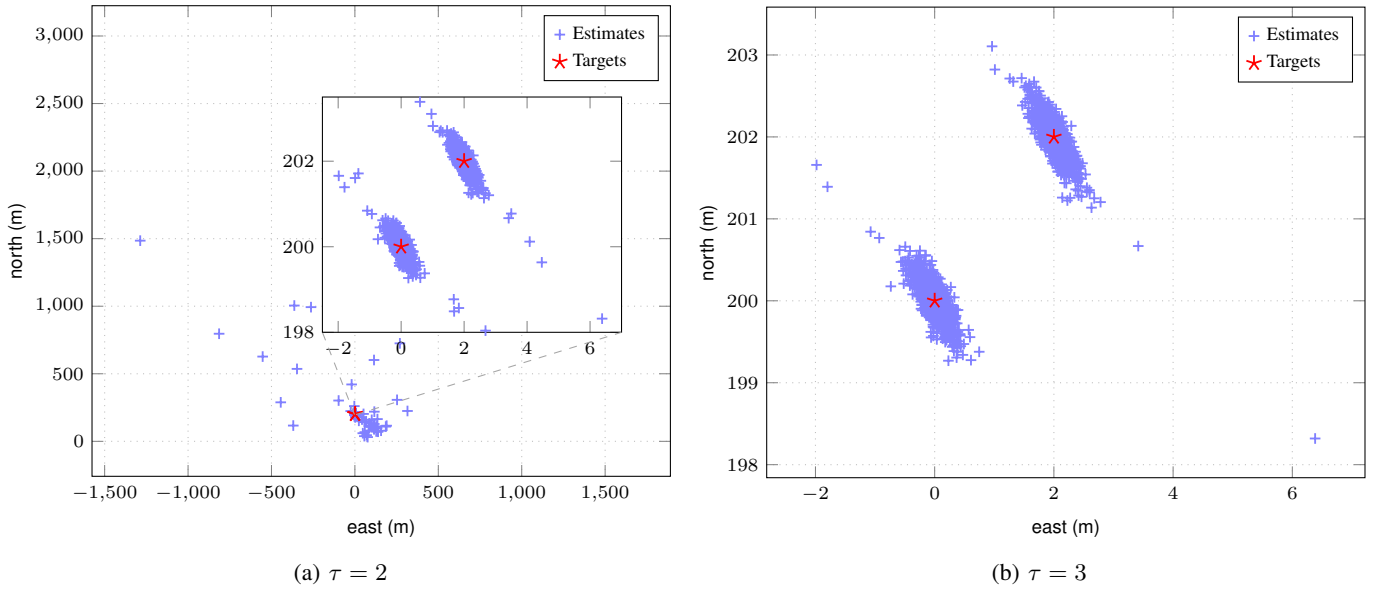 3,000
2,500
2,000
1,500
1,000
500
0
north (m)
−1,500 −1,000 −500 0 500 1,000 1,500
east (m)
Estimates
Targets
202
200
198
−2 0 2 4 6
(a) τ = 2
203
202
201
200
199
198
north (m)
−2 0 2 4 6
east (m)
Estimates
Targets
(b) τ = 3